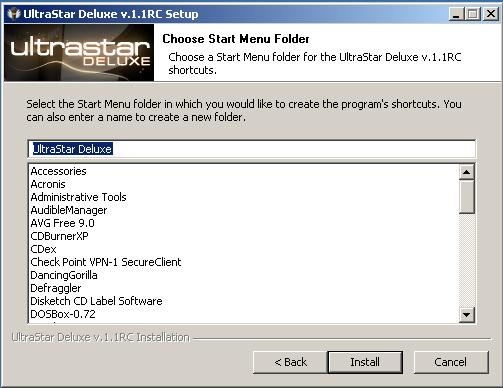 UltraStar Deluxe v.1.1RC Setup
ultrastar
DELUXE
Choose Start Menu Folder
Choose a Start Menu folder for the UltraStar Deluxe v.1.1RC
shortcuts.
Select the Start Menu folder in which you would like to create the program's shortcuts. You
can also enter a name to create a new folder.
UltraStar Deluxe
Accessories
Acronis
Administrative Tools
AudibleManager
AVG Free 9.0
CDBurnerXP
CDex
Check Point VPN-1 SecureClient
DancingGorilla
Defraggler
Disketch CD Label Software
DOSBox-0.72
UltraStar Deluxe v.1.1RC Installation
< Back
Install
Cancel